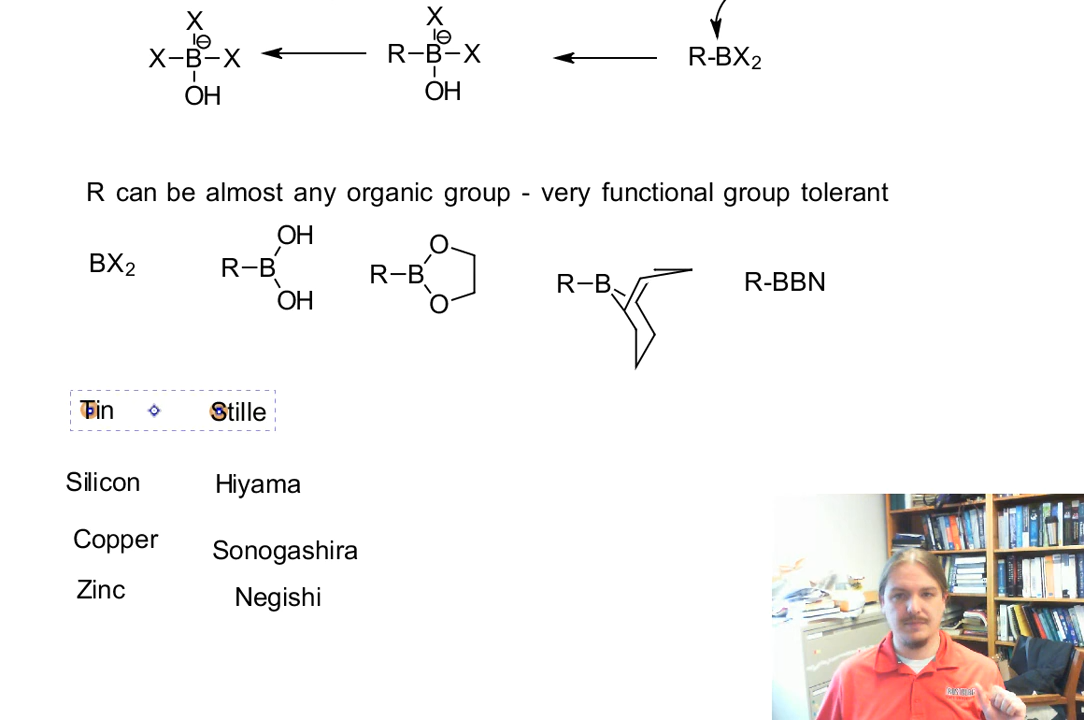 X
X–B–X
⊖
OH
X
R–B–X
⊖
OH
R-BX₂
R can be almost any organic group - very functional group tolerant
BX₂
OH
R–B
OH
O
R–B
O
R–B
R-BBN
Tin Stille
Silicon Hiyama
Copper Sonogashira
Zinc Negishi